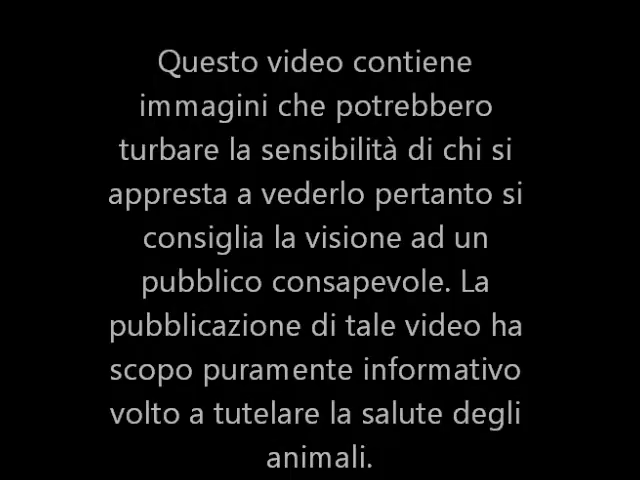 Questo video contiene
immagini che potrebbero
turbare la sensibilità di chi si
appresta a vederlo pertanto si
consiglia la visione ad un
pubblico consapevole. La
pubblicazione di tale video ha
scopo puramente informativo
volto a tutelare la salute degli
animali.